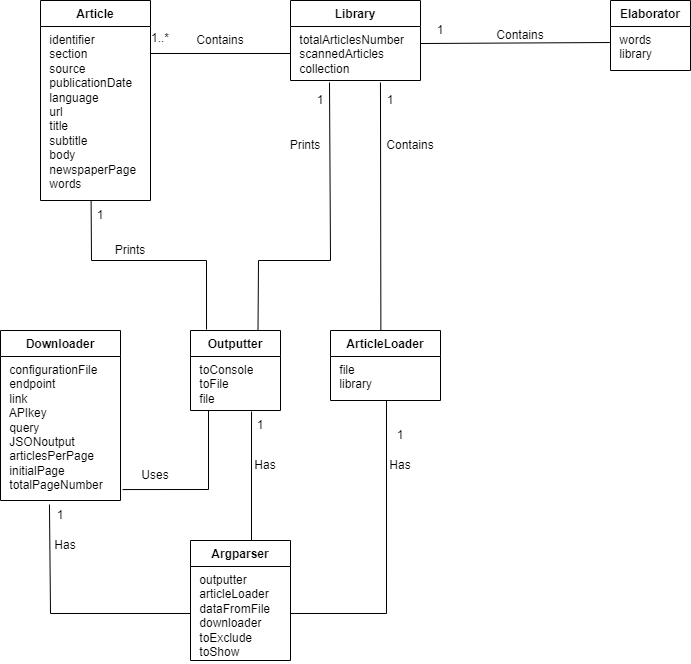 Article
identifier
section
source
publicationDate
language
url
title
subtitle
body
newspaperPage
words
1..*
Contains
Library
totalArticlesNumber
scannedArticles
collection
1
Contains
Elaborator
words
library
1
Prints
1
Prints
1
Contains
Downloader
configurationFile
endpoint
link
APIkey
query
JSONoutput
articlesPerPage
initialPage
totalPageNumber
Outputter
toConsole
toFile
file
ArticleLoader
file
library
Uses
1
Has
1
Has
1
Has
Argparser
outputter
articleLoader
dataFromFile
downloader
toExclude
toShow